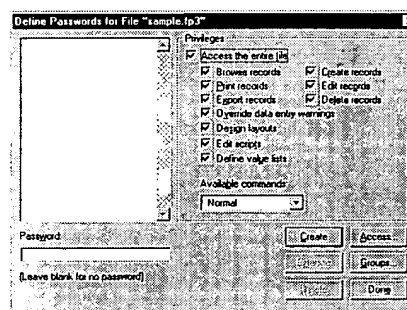 Define Passwords for File "sample.fp3"
Privileges
Access the entire file
Browse records
Create records
Print records
Edit records
Export records
Delete records
Override data entry warnings
Design layouts
Edit scripts
Define value lists
Available commands:
Normal
Password
(Leave blank for no password)
Create
Access...
Groups...
Done